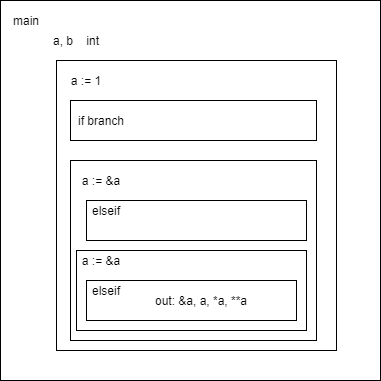 main
a, b int
a := 1
if branch
a := &a
elseif
a := &a
elseif
out: &a, a, *a, **a